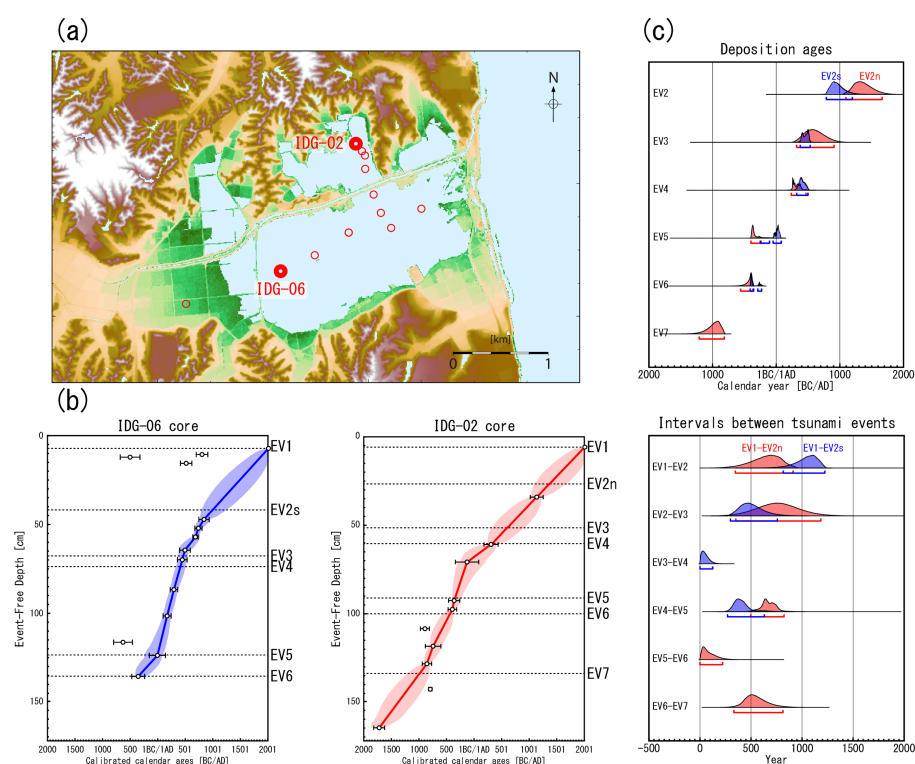 (a)
IDG-02
IDG-06
N
[km]
0 1
(b)
IDG-06 core
0
50
100
150
Event-Free Depth [cm]
EV1
EV2s
EV3
EV4
EV5
EV6
2000 1501 1000 501 1BC/1AD 501 1001 1501 2001
Calibrated calendar ages [BC/AD]
IDG-02 core
0
50
100
150
Event-Free Depth [cm]
EV1
EV2n
EV3
EV4
EV5
EV6
EV7
2000 1501 1000 501 1BC/1AD 501 1001 1501 2001
Calibrated calendar ages [BC/AD]
(c)
Deposition ages
EV2s EV2n
EV2
EV3
EV4
EV5
EV6
EV7
2000 1000 1BC/1AD 1000 2000
Calendar year [BC/AD]
Intervals between tsunami events
EV1-EV2n EV1-EV2s
EV1-EV2
EV2-EV3
EV3-EV4
EV4-EV5
EV5-EV6
EV6-EV7
-500 0 500 1000 1500 2000
Year